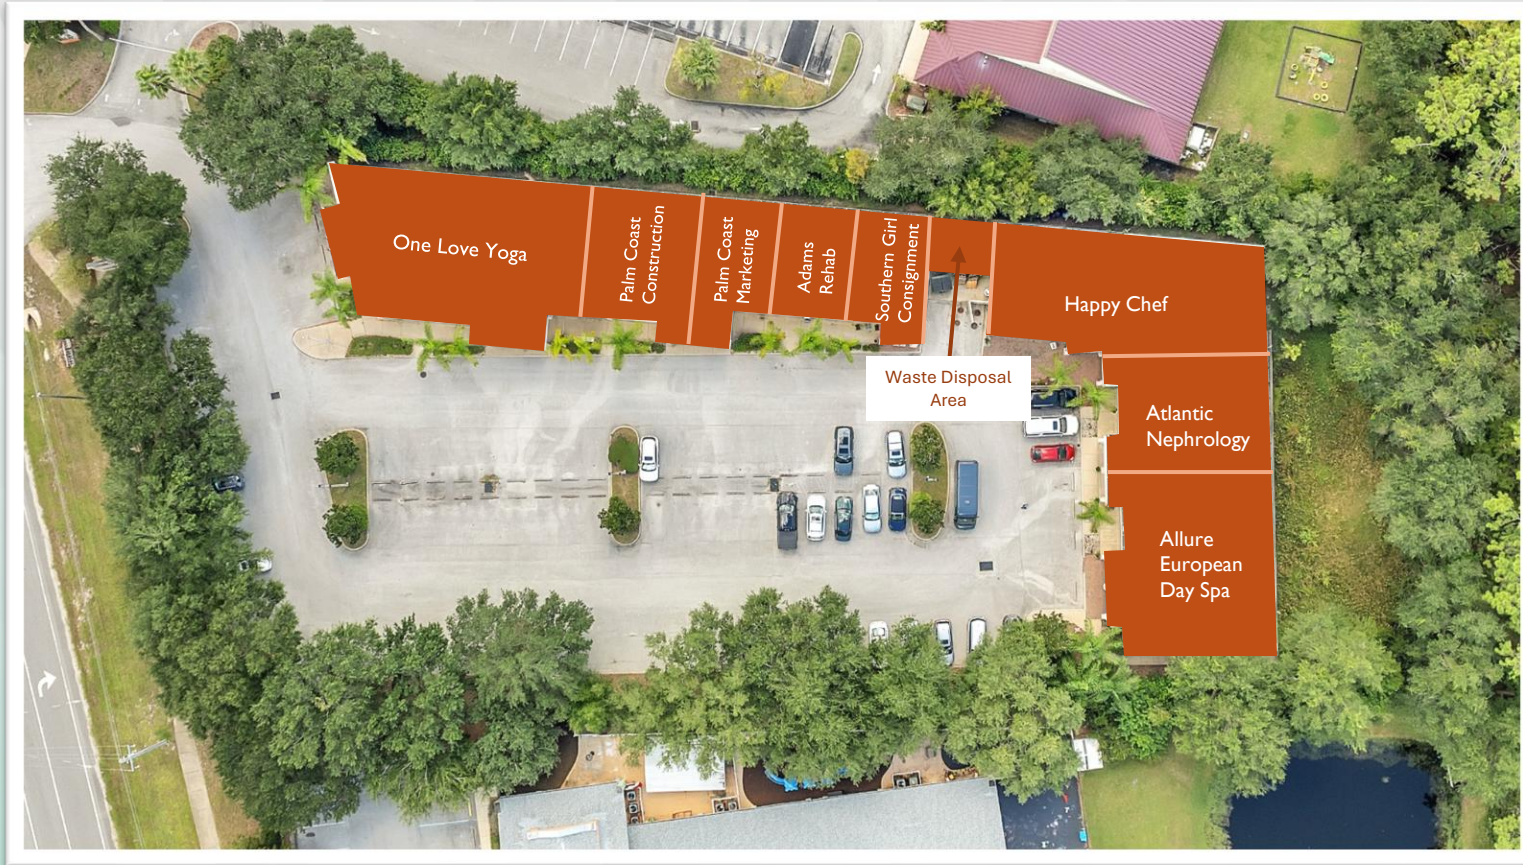 One Love Yoga
Palm Coast
Construction
Palm Coast
Marketing
Adams
Rehab
Southern Girl
Consignment
Happy Chef
Waste Disposal
Area
Atlantic
Nephrology
Allure
European
Day Spa